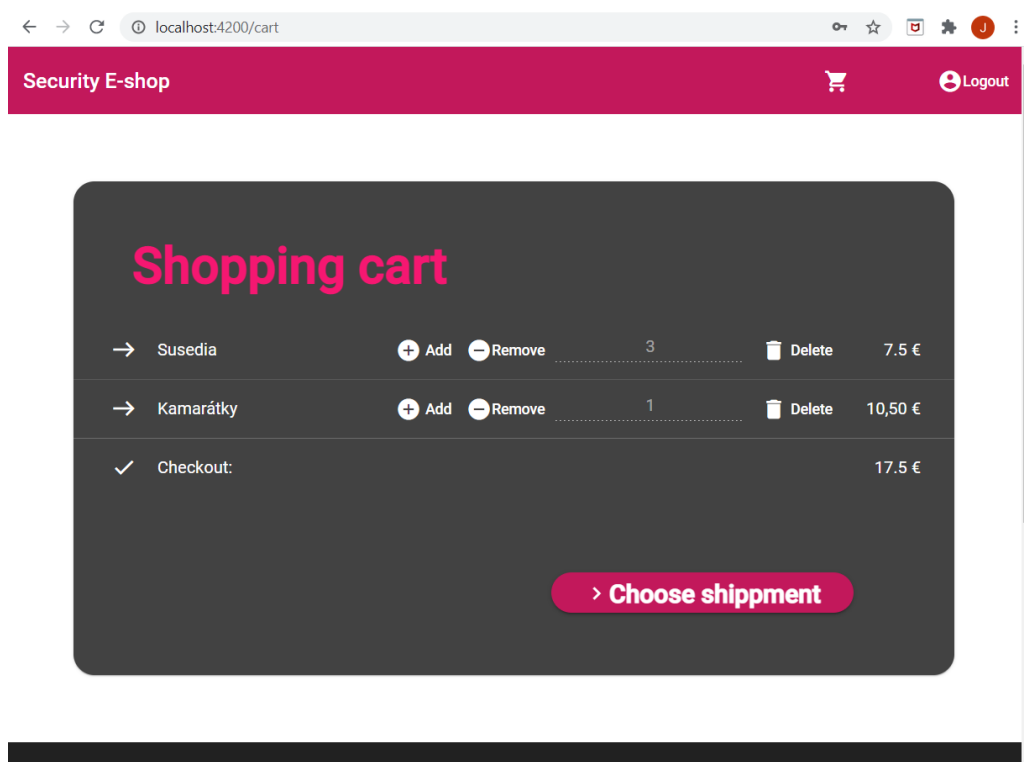 localhost:4200/cart
J
Security E-shop
Logout
Shopping cart
Susedia Add Remove 3 Delete 7.5 €
Kamarátky Add Remove 1 Delete 10,50 €
Checkout: 17.5 €
Choose shippment